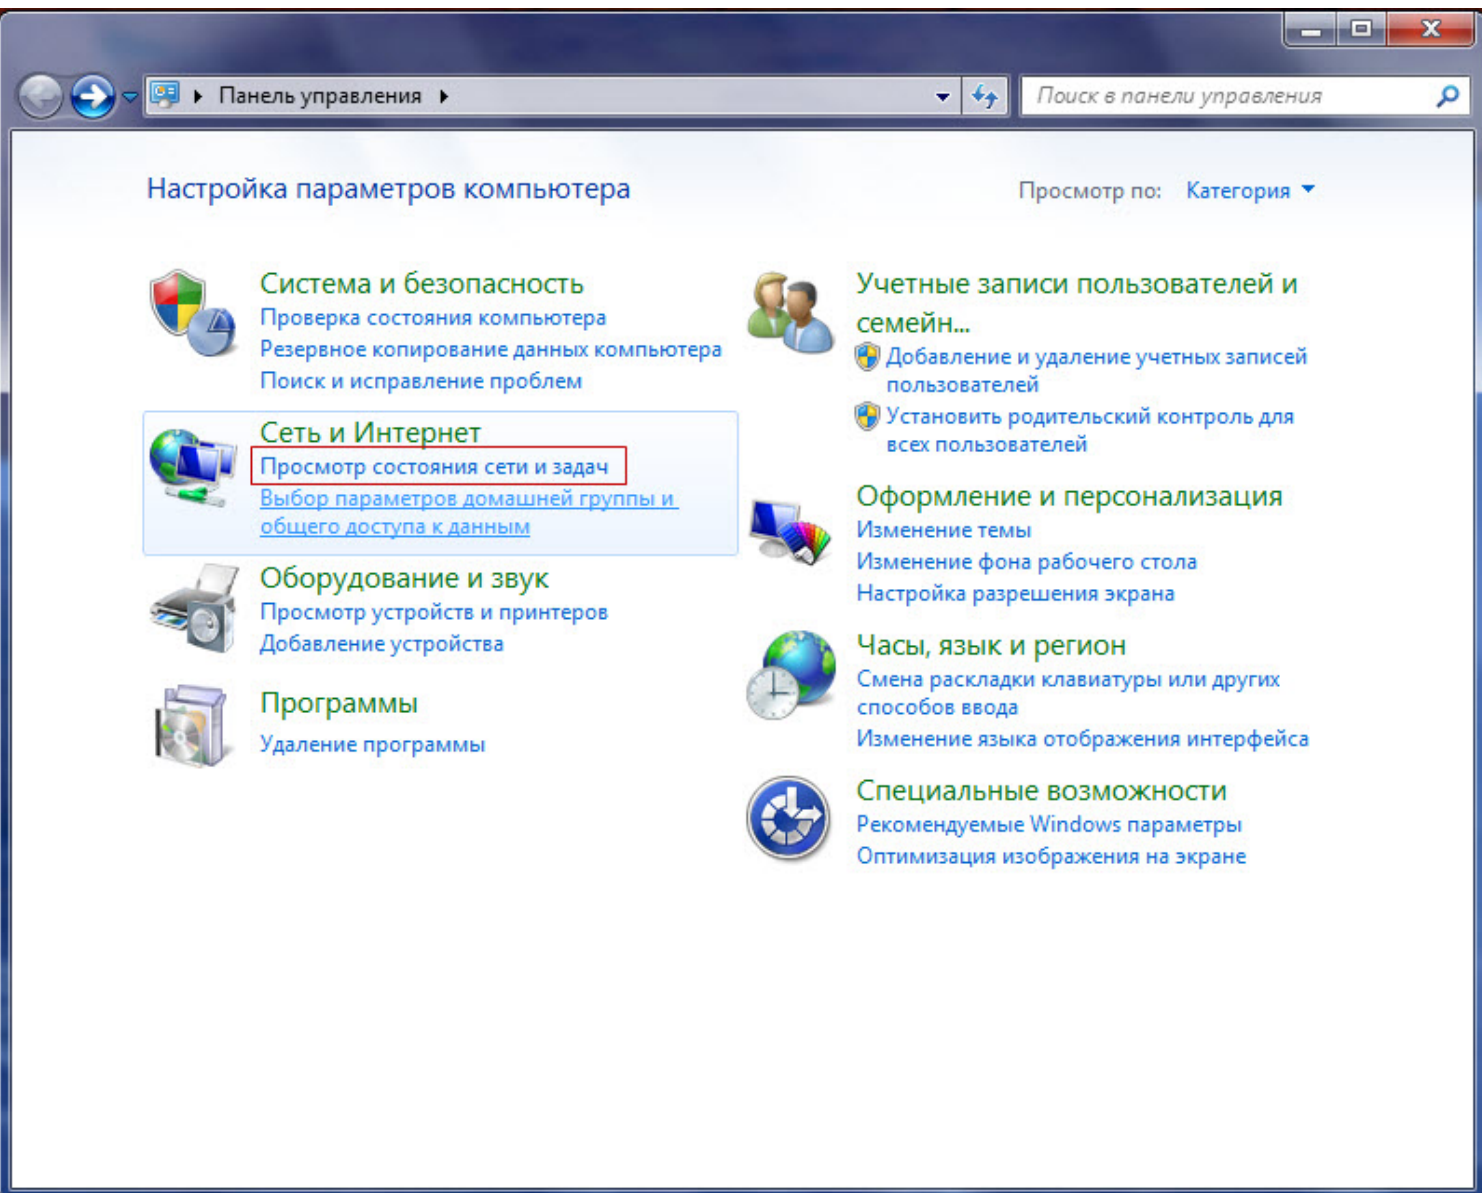 Панель управления
Поиск в панели управления
Настройка параметров компьютера
Просмотр по: Категория
Система и безопасность
Проверка состояния компьютера
Резервное копирование данных компьютера
Поиск и исправление проблем
Сеть и Интернет
Просмотр состояния сети и задач
Выбор параметров домашней группы и
общего доступа к данным
Оборудование и звук
Просмотр устройств и принтеров
Добавление устройства
Программы
Удаление программы
Учетные записи пользователей и
семейн...
Добавление и удаление учетных записей
пользователей
Установить родительский контроль для
всех пользователей
Оформление и персонализация
Изменение темы
Изменение фона рабочего стола
Настройка разрешения экрана
Часы, язык и регион
Смена раскладки клавиатуры или других
способов ввода
Изменение языка отображения интерфейса
Специальные возможности
Рекомендуемые Windows параметры
Оптимизация изображения на экране